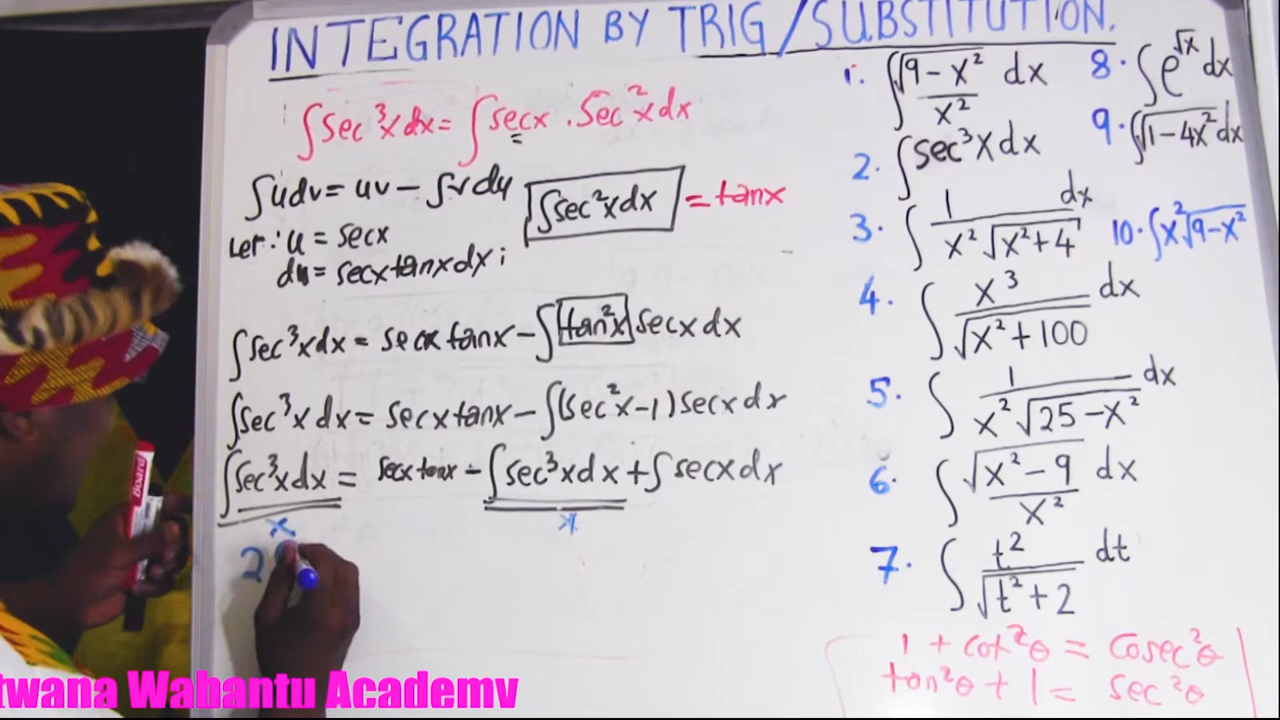 INTEGRATION BY TRIG/SUBSTITUTION.
∫sec³x dx = ∫secx . Sec²x dx
∫udv = uv - ∫vdu
∫sec²x dx = tanx
Let: u = secx
du = secxtanxdx;
∫sec³x dx = secx tanx - ∫tan²x secx dx
∫sec³x dx = secx tanx - ∫(sec²x-1) secx dx
∫sec³x dx = secx tanx - ∫sec³x dx + ∫secx dx
x
x
2
1. ∫√(9-x²)/x² dx
2. ∫sec³x dx
3. ∫1/(x²√(x²+4)) dx
4. ∫x³/√(x²+100) dx
5. ∫1/(x²√(25-x²)) dx
6. ∫√(x²-9)/x² dx
7. ∫t²/√(t²+2) dt
8. ∫e^√x dx
9. ∫√(1-4x²) dx
10. ∫x²√(9-x²)
1 + cot²θ = cosec²θ
tan²θ + 1 = sec²θ
Board
twana Wabantu Academy